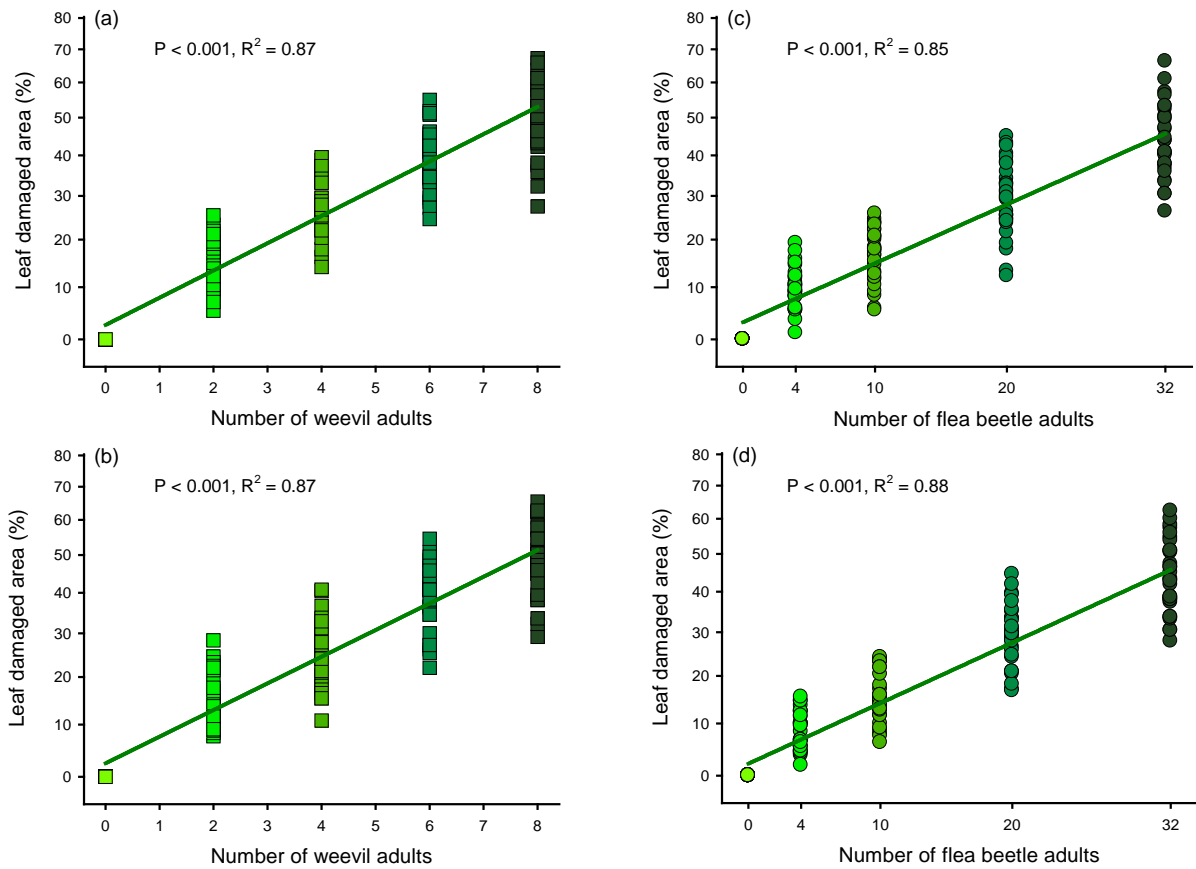 (a)
P < 0.001, R² = 0.87
Leaf damaged area (%)
80
70
60
50
40
30
20
10
0
0 1 2 3 4 5 6 7 8
Number of weevil adults
(c)
P < 0.001, R² = 0.85
Leaf damaged area (%)
80
70
60
50
40
30
20
10
0
0 4 10 20 32
Number of flea beetle adults
(b)
P < 0.001, R² = 0.87
Leaf damaged area (%)
80
70
60
50
40
30
20
10
0
0 1 2 3 4 5 6 7 8
Number of weevil adults
(d)
P < 0.001, R² = 0.88
Leaf damaged area (%)
80
70
60
50
40
30
20
10
0
0 4 10 20 32
Number of flea beetle adults